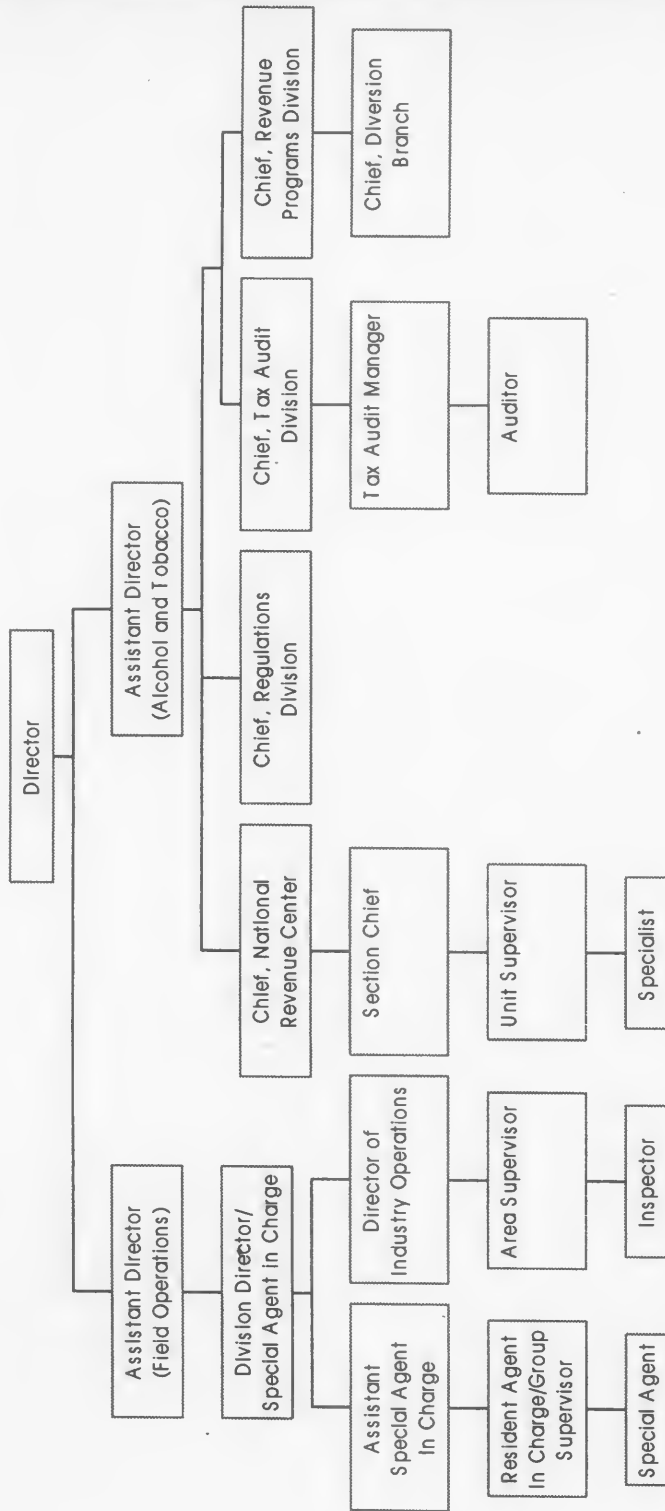 Director
Assistant Director
(Field Operations)
Assistant Director
(Alcohol and Tobacco)
Division Director/
Special Agent in Charge
Chief, National
Revenue Center
Chief, Regulations
Division
Chief, Tax Audit
Division
Chief, Revenue
Programs Division
Assistant
Special Agent
In Charge
Director of
Industry Operations
Section Chief
Tax Audit Manager
Chief, Diversion
Branch
Resident Agent
In Charge/Group
Supervisor
Area Supervisor
Unit Supervisor
Auditor
Special Agent
Inspector
Specialist